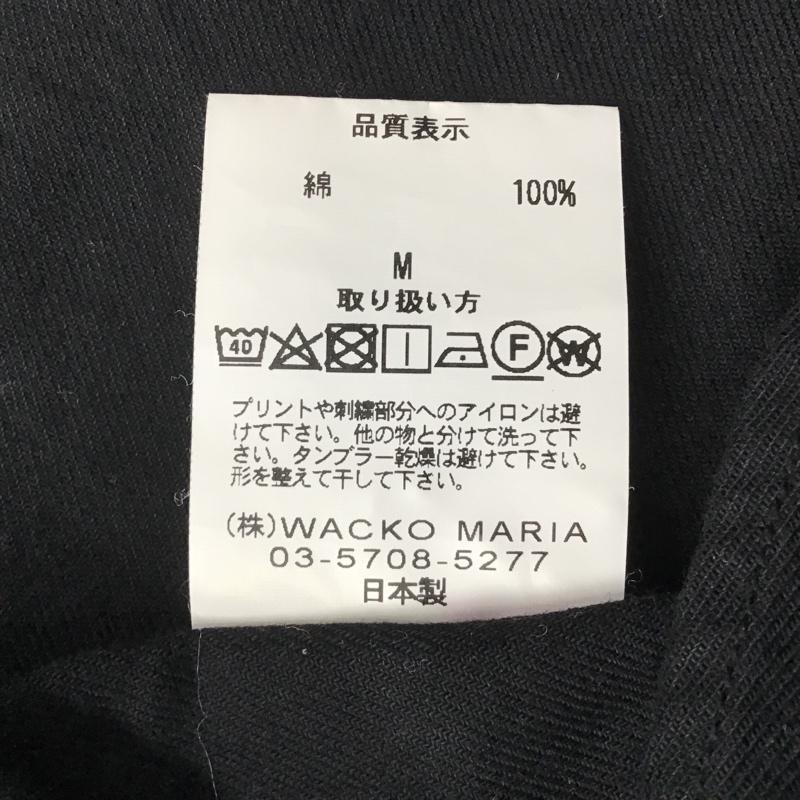 品質表示
綿 100%
M
取り扱い方
40 F W
プリントや刺繍部分へのアイロンは避
けて下さい。他の物と分けて洗って下
さい。タンブラー乾燥は避けて下さい。
形を整えて干して下さい。
(株)WACKO MARIA
03-5708-5277
日本製